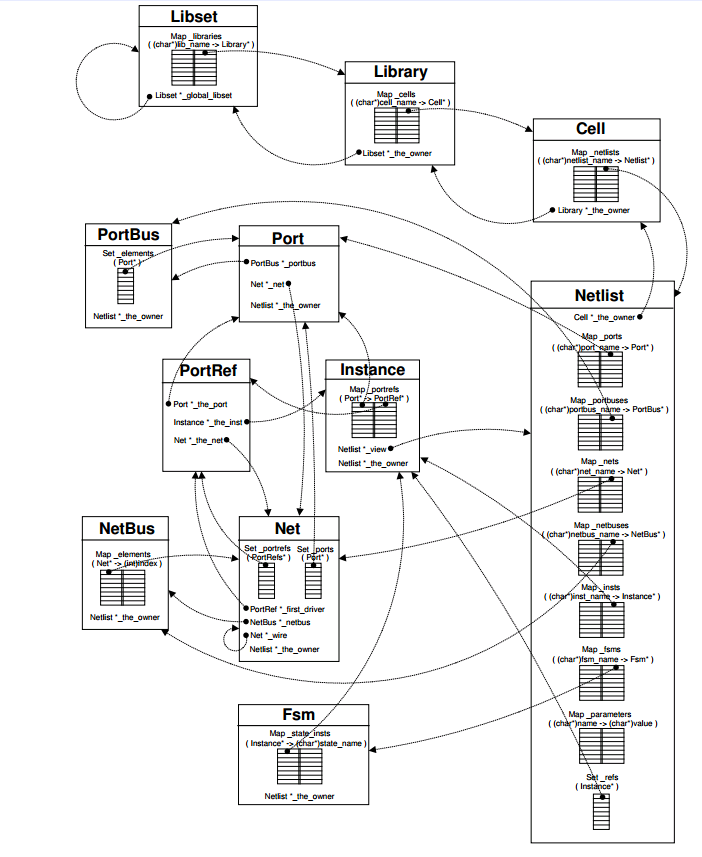 Libset
Map _libraries
( (char*)lib_name -> Library* )
Libset *_global_libset
Library
Map _cells
( (char*)cell_name -> Cell* )
Libset *_the_owner
Cell
Map _netlists
( (char*)netlist_name -> Netlist* )
Library *_the_owner
PortBus
Set _elements
( Port* )
Netlist *_the_owner
Port
PortBus *_portbus
Net *_net
Netlist *_the_owner
Netlist
Cell *_the_owner
Map _ports
( (char*)port_name -> Port* )
Map _portbuses
( (char*)portbus_name -> PortBus* )
Map _nets
( (char*)net_name -> Net* )
Map _netbuses
( (char*)netbus_name -> NetBus* )
Map _insts
( (char*)inst_name -> Instance* )
Map _fsms
( (char*)fsm_name -> Fsm* )
Map _parameters
( (char*)name -> (char*)value )
Set _refs
( Instance* )
PortRef
Port *_the_port
Instance *_the_inst
Net *_the_net
Instance
Map _portrefs
( Port* -> PortRef* )
Netlist *_view
Netlist *_the_owner
NetBus
Map _elements
( Net* -> (int)index )
Netlist *_the_owner
Net
Set _portrefs
( PortRefs* )
Set _ports
( Port* )
PortRef *_first_driver
NetBus *_netbus
Net *_wire
Netlist *_the_owner
Fsm
Map _state_insts
( Instance* -> (char*)state_name )
Netlist *_the_owner